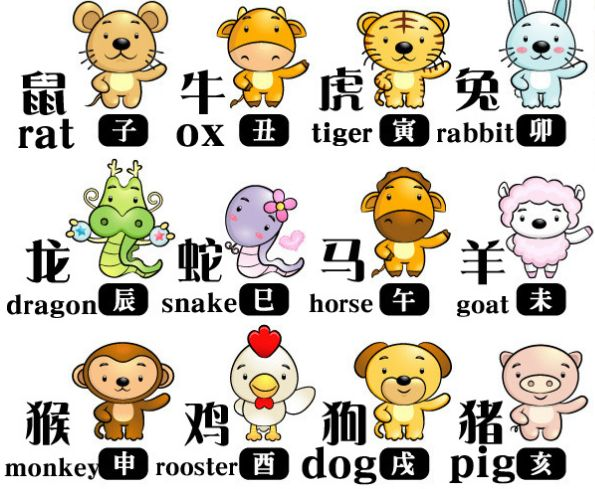 鼠 牛 虎 兔
rat 子 ox 丑 tiger 寅 rabbit 卯
龙 蛇 马 羊
dragon 辰 snake 巳 horse 午 goat 未
猴 鸡 狗 猪
monkey 申 rooster 酉 dog 戌 pig 亥